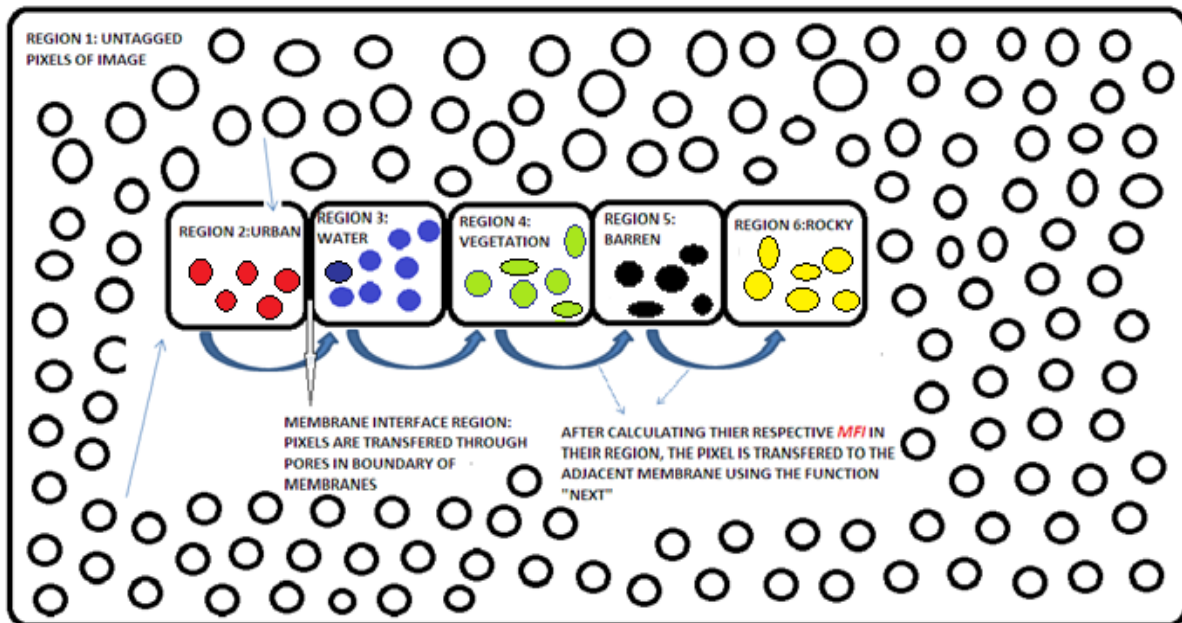 REGION 1: UNTAGGED
PIXELS OF IMAGE
REGION 2:URBAN
REGION 3:
WATER
REGION 4:
VEGETATION
REGION 5:
BARREN
REGION 6:ROCKY
MEMBRANE INTERFACE REGION:
PIXELS ARE TRANSFERED THROUGH
PORES IN BOUNDARY OF
MEMBRANES
AFTER CALCULATING THIER RESPECTIVE MFI IN
THEIR REGION, THE PIXEL IS TRANSFERED TO THE
ADJACENT MEMBRANE USING THE FUNCTION
"NEXT"